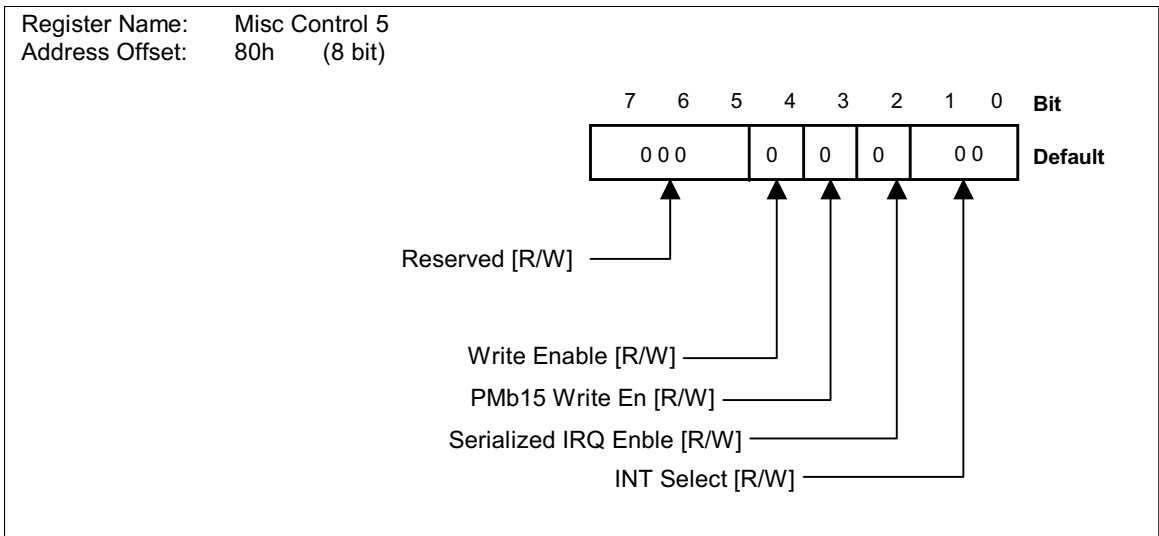 Register Name: Misc Control 5
Address Offset: 80h (8 bit)
7 6 5 4 3 2 1 0 Bit
0 0 0 0 0 0 0 0 Default
Reserved [R/W]
Write Enable [R/W]
PMb15 Write En [R/W]
Serialized IRQ Enble [R/W]
INT Select [R/W]